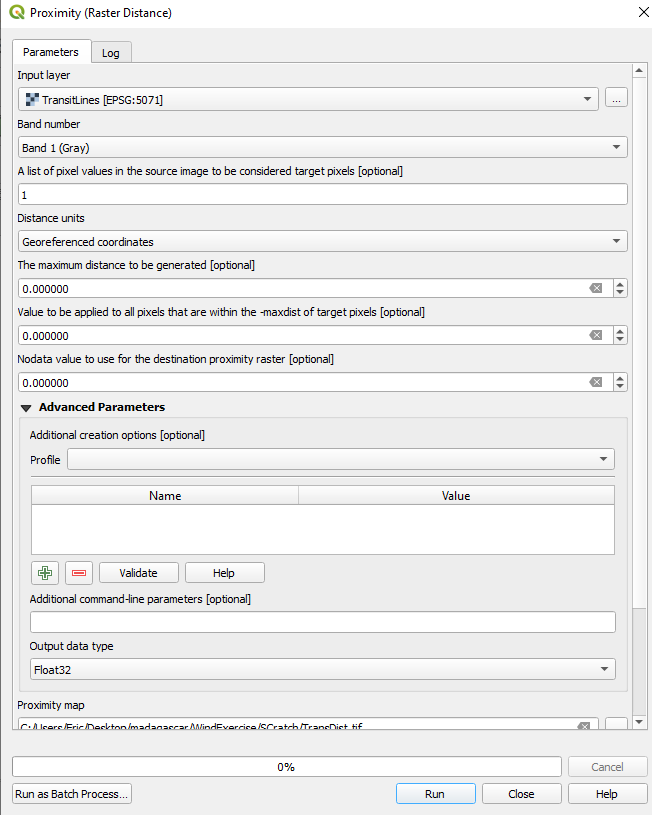 Proximity (Raster Distance)
Parameters
Log
Input layer
TransitLines [EPSG:5071]
...
Band number
Band 1 (Gray)
A list of pixel values in the source image to be considered target pixels [optional]
1
Distance units
Georeferenced coordinates
The maximum distance to be generated [optional]
0.000000
Value to be applied to all pixels that are within the -maxdist of target pixels [optional]
0.000000
Nodata value to use for the destination proximity raster [optional]
0.000000
Advanced Parameters
Additional creation options [optional]
Profile
Name Value
Validate Help
Additional command-line parameters [optional]
Output data type
Float32
Proximity map
C:/Users/Eric/Desktop/madagascar/WindExercise/SCratch/TransDist.tif
0%
Cancel
Run as Batch Process... Run Close Help